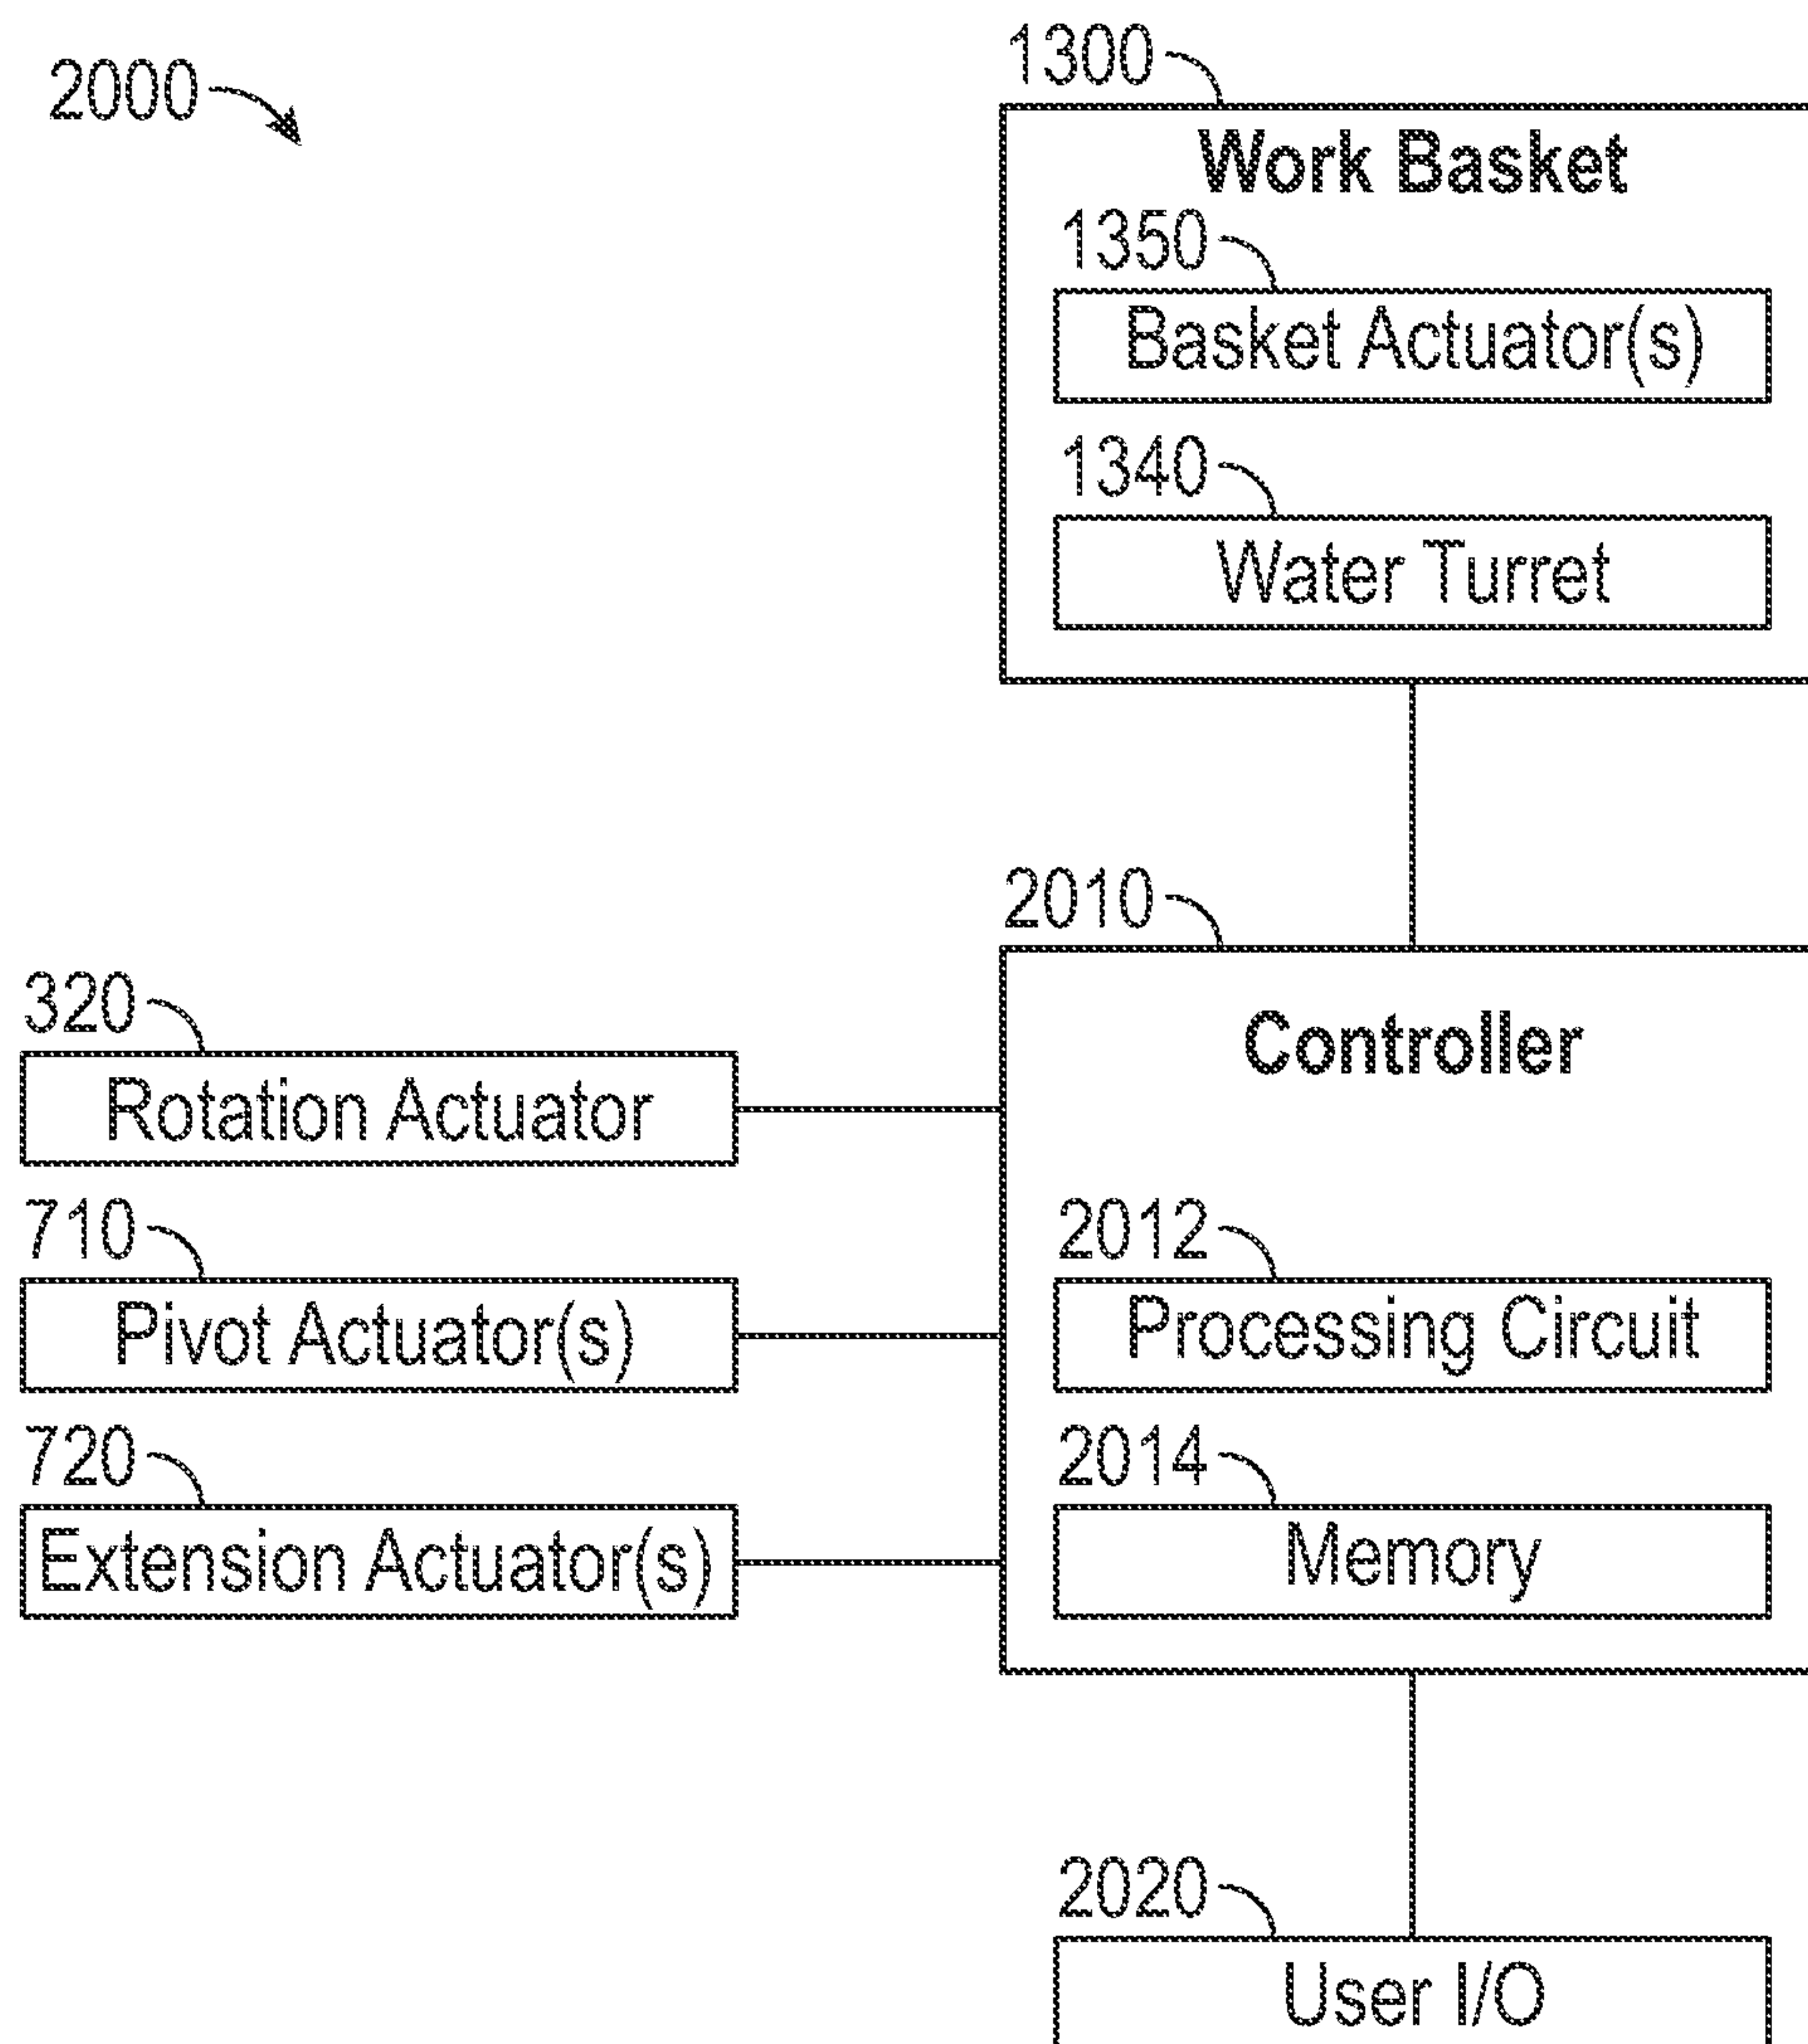 2000
1300
Work Basket
1350
Basket Actuator(s)
1340
Water Turret
2010
Controller
320
Rotation Actuator
710
Pivot Actuator(s)
720
Extension Actuator(s)
2012
Processing Circuit
2014
Memory
2020
User I/O